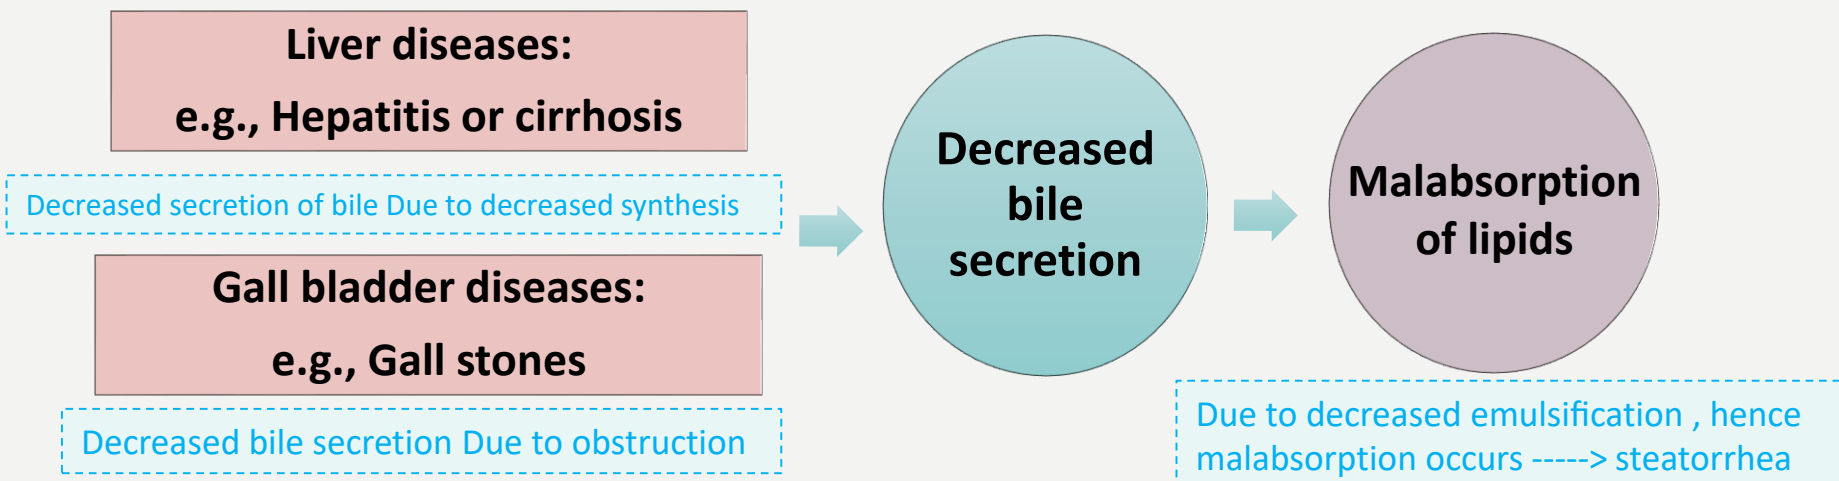 Liver diseases:
e.g., Hepatitis or cirrhosis
Decreased secretion of bile Due to decreased synthesis
Gall bladder diseases:
e.g., Gall stones
Decreased bile secretion Due to obstruction
Decreased
bile
secretion
Malabsorption
of lipids
Due to decreased emulsification , hence
malabsorption occurs -----> steatorrhea